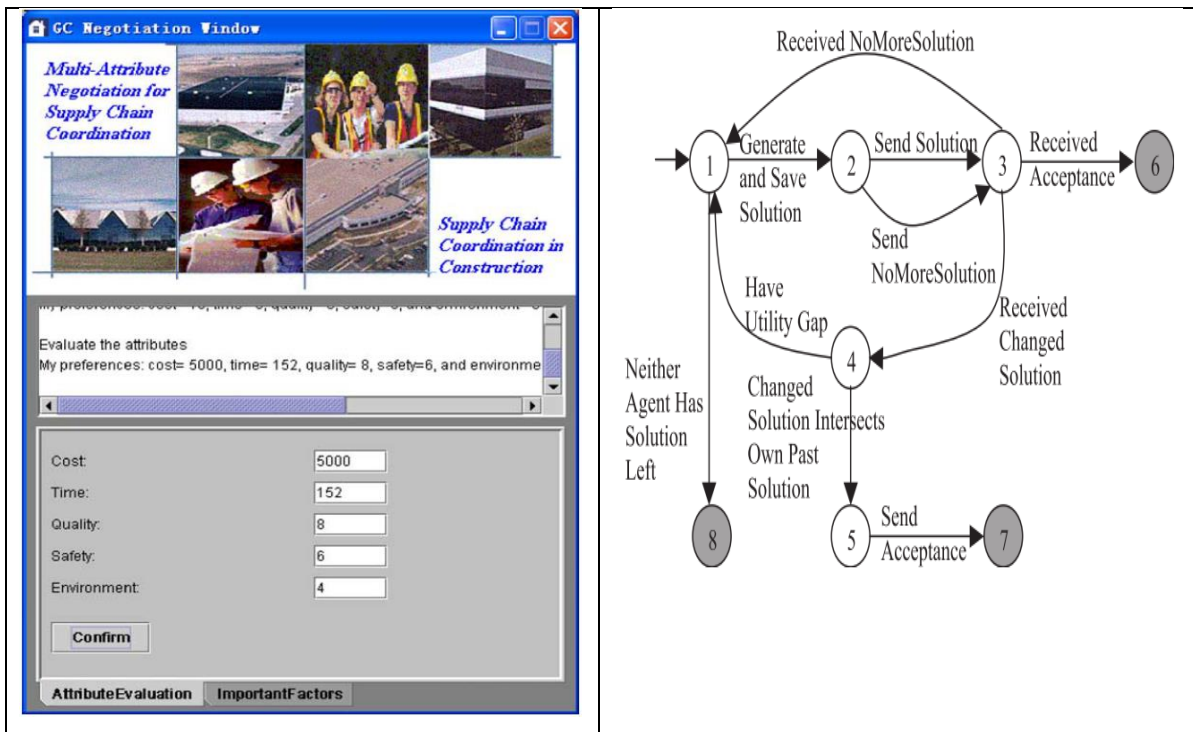 GC Negotiation Window
Multi-Attribute
Negotiation for
Supply Chain
Coordination
Supply Chain
Coordination in
Construction
Evaluate the attributes
My preferences: cost= 5000, time= 152, quality= 8, safety=6, and environme
Cost:
5000
Time:
152
Quality:
8
Safety:
6
Environment:
4
Confirm
AttributeEvaluation
ImportantFactors
Received NoMoreSolution
1
Generate
and Save
Solution
2
Send Solution
3
Received
Acceptance
6
Send
NoMoreSolution
Have
Utility Gap
Received
Changed
Solution
4
Neither
Agent Has
Solution
Left
Changed
Solution Intersects
Own Past
Solution
8
5
Send
Acceptance
7